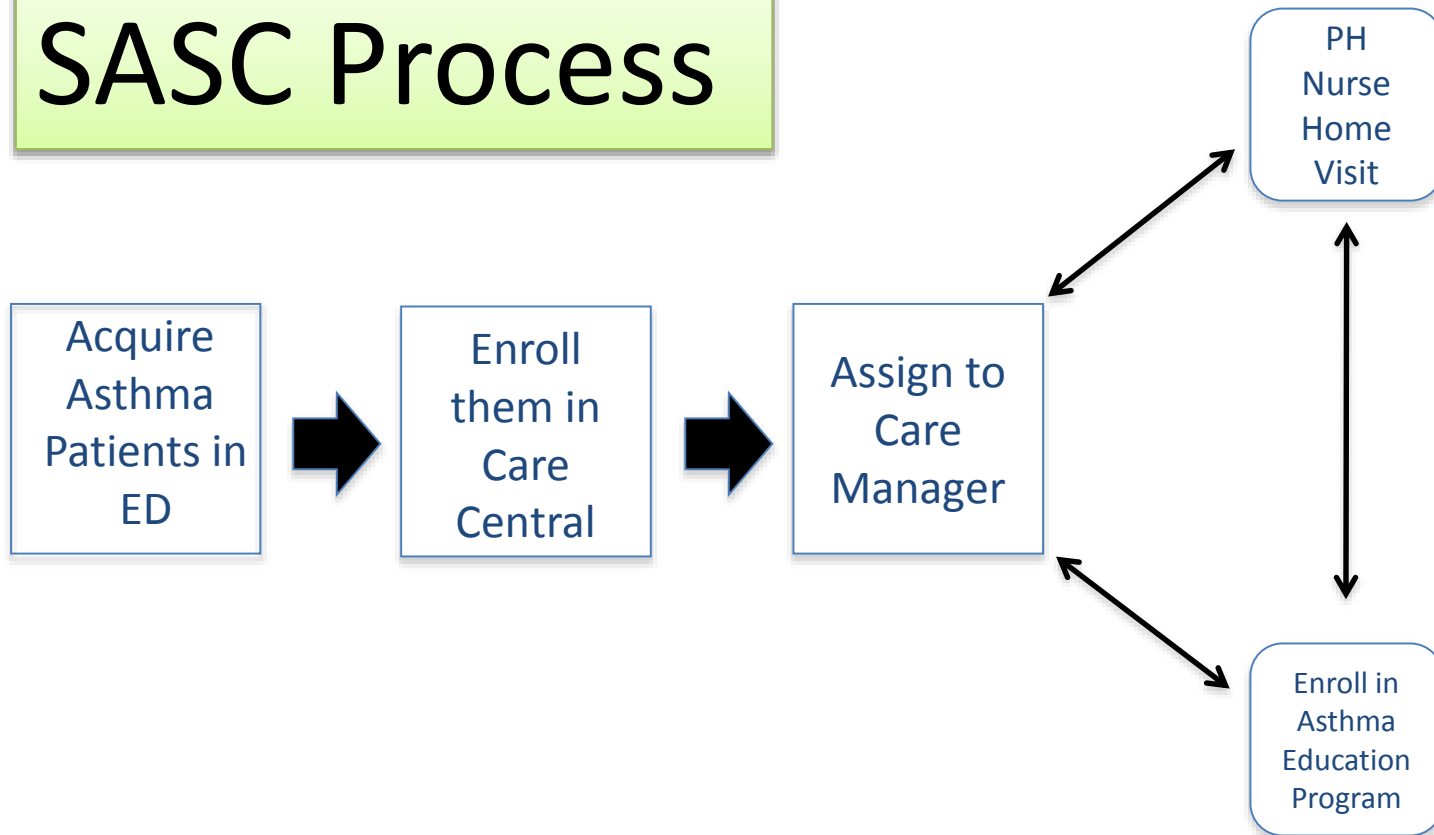 SASC Process
PH
Nurse
Home
Visit
Acquire
Asthma
Patients in
ED
Enroll
them in
Care
Central
Assign to
Care
Manager
Enroll in
Asthma
Education
Program